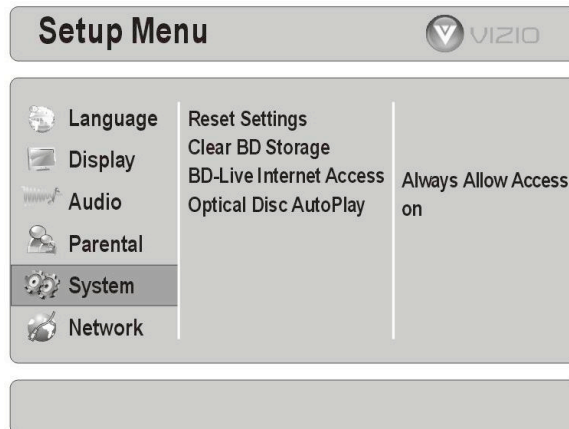 Setup Menu
VIZIO
Language
Display
Audio
Parental
System
Network
Reset Settings
Clear BD Storage
BD-Live Internet Access
Optical Disc AutoPlay
Always Allow Access
on